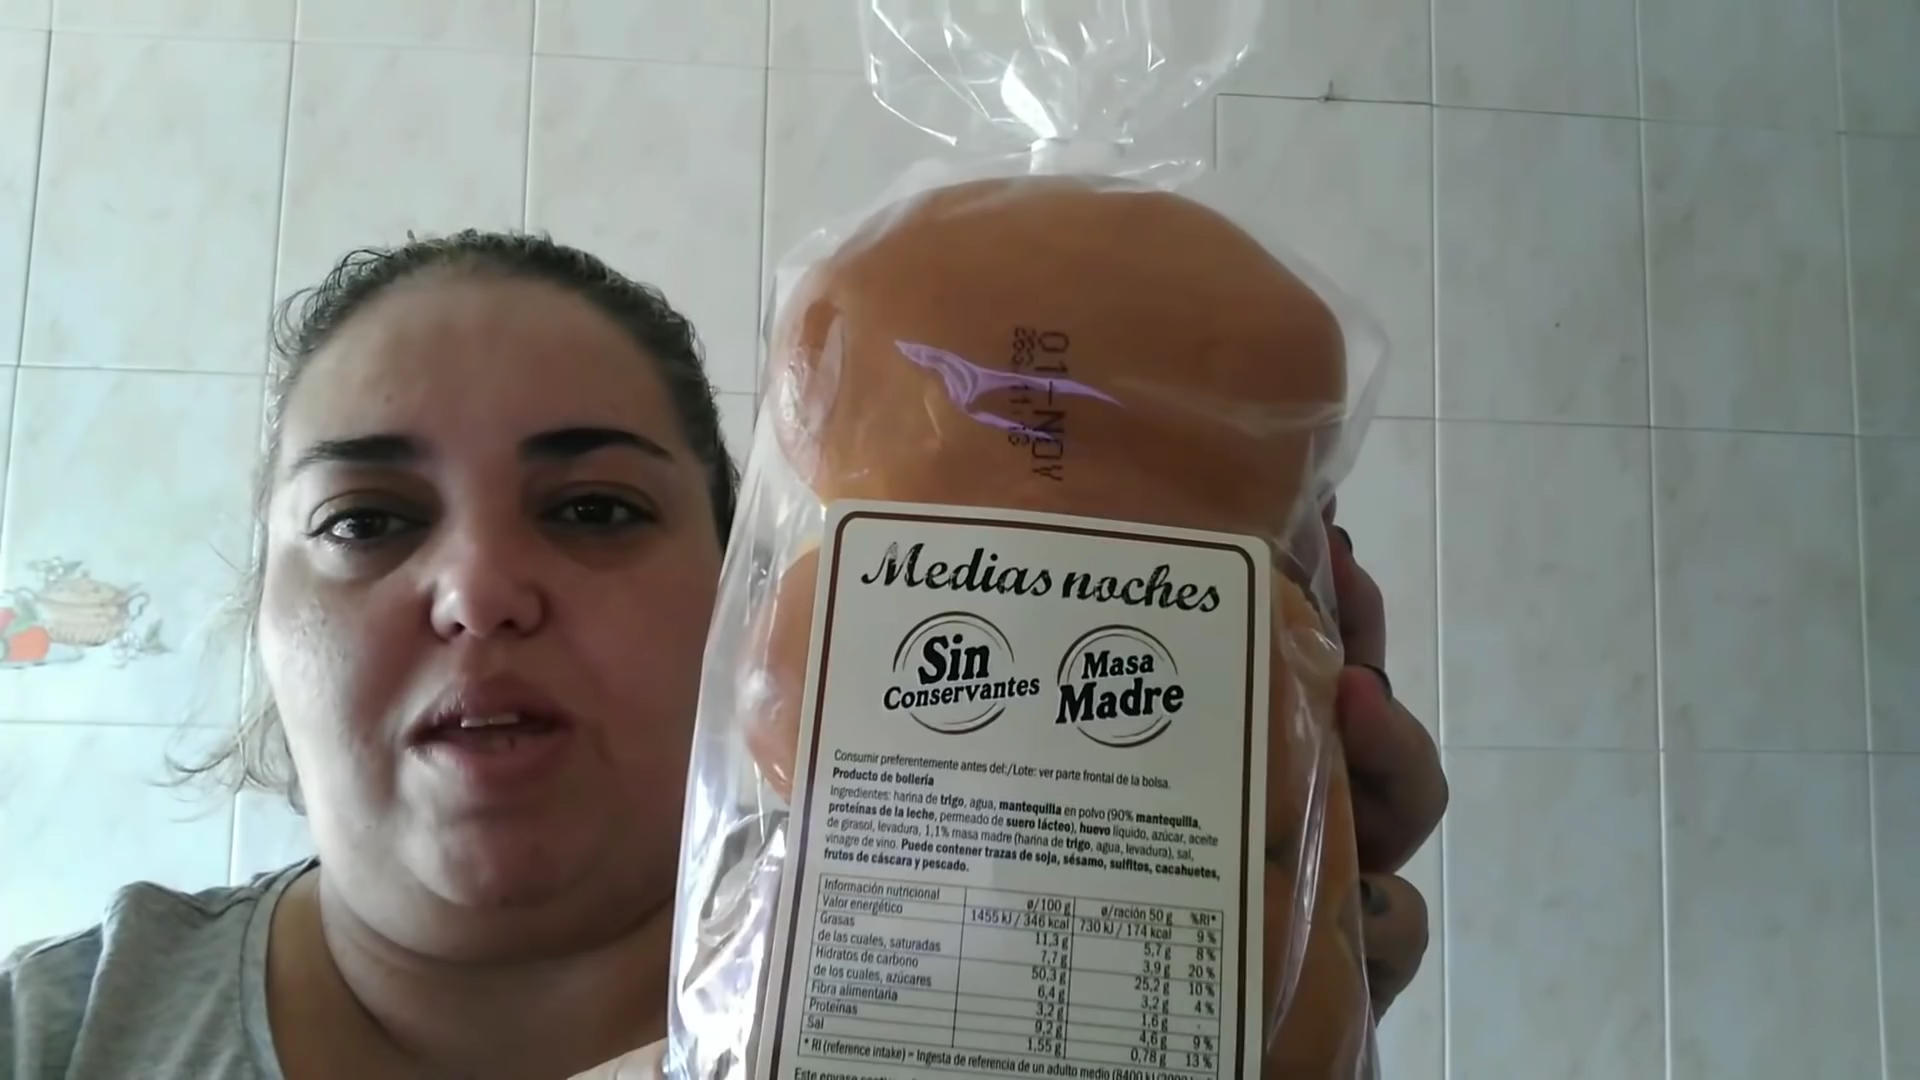 01-NOV
Medias noches
Sin
Conservantes
Masa
Madre
Consumir preferentemente antes del:/Lote: ver parte frontal de la bolsa.
Producto de bollería
Ingredientes: harina de trigo, agua, mantequilla en polvo (90% mantequilla,
proteínas de la leche, permeado de suero lácteo), huevo líquido, azúcar, aceite
de girasol, levadura, 1,1% masa madre (harina de trigo, agua, levadura), sal,
vinagre de vino. Puede contener trazas de soja, sésamo, sulfitos, cacahuetes,
frutos de cáscara y pescado.
Información nutricional ø/100 g ø/ración 50 g %RI*
Valor energético 1455 kJ / 346 kcal 730 kJ / 174 kcal 9 %
Grasas 11,3 g 5,7 g 8 %
de las cuales, saturadas 7,7 g 3,9 g 20 %
Hidratos de carbono 50,3 g 25,2 g 10 %
de los cuales, azúcares 6,4 g 3,2 g 4 %
Fibra alimentaria 3,2 g 1,6 g -
Proteínas 9,2 g 4,6 g 9 %
Sal 1,55 g 0,78 g 13 %
* RI (reference intake) = Ingesta de referencia de un adulto medio (8400 kJ/2000
Este envase